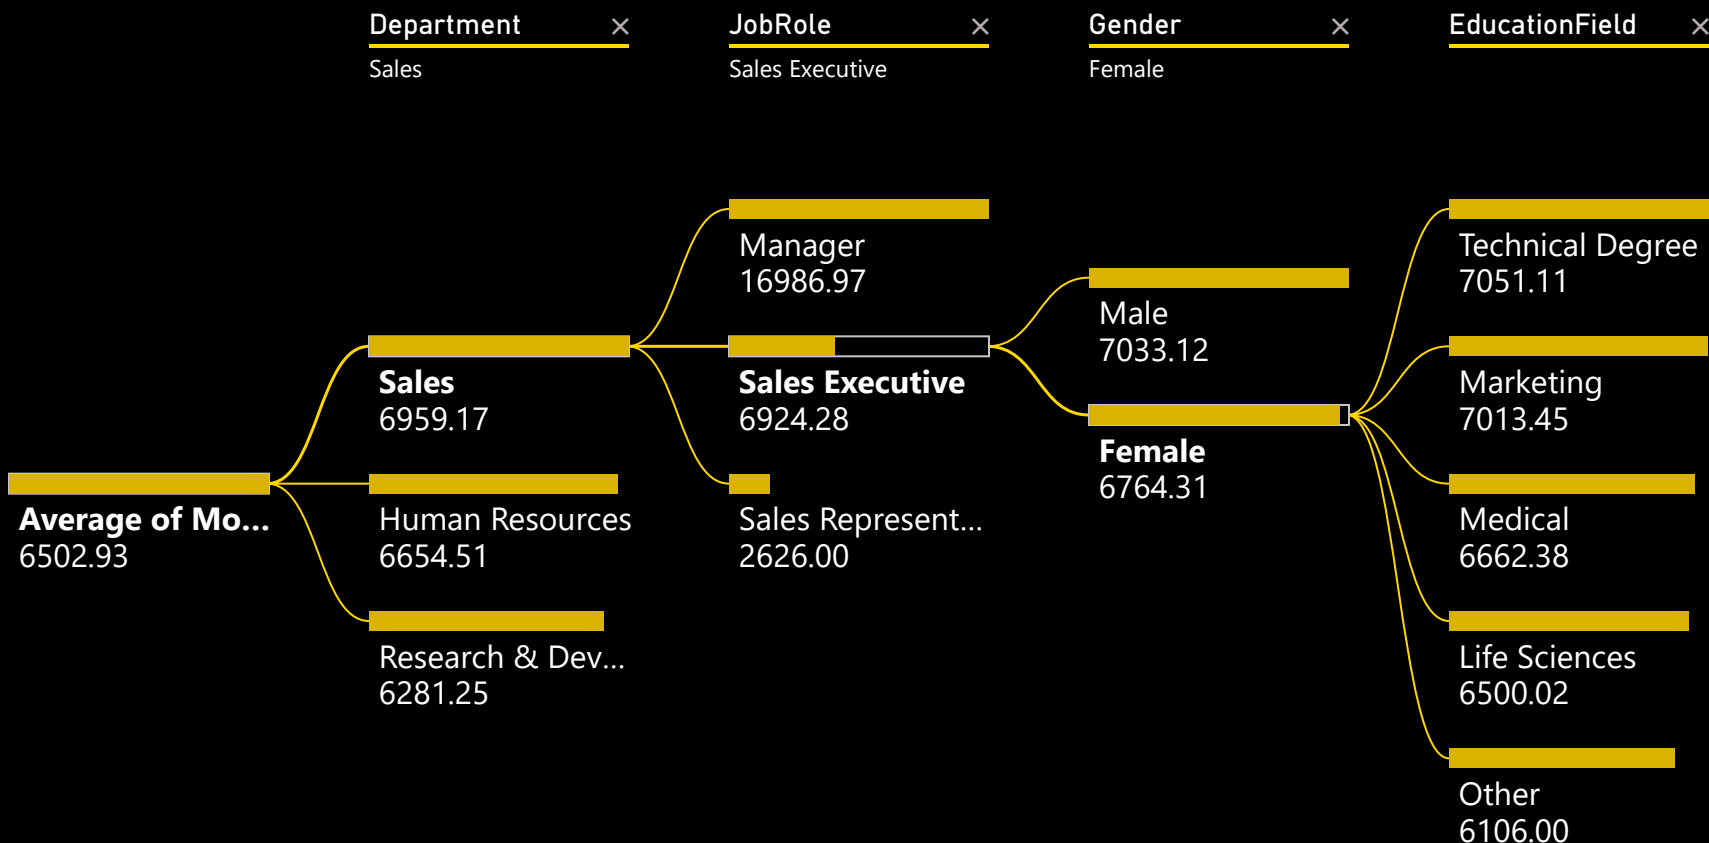 Department ×
Sales
JobRole ×
Sales Executive
Gender ×
Female
EducationField ×
Average of Mo...
6502.93
Sales
6959.17
Human Resources
6654.51
Research & Dev...
6281.25
Manager
16986.97
Sales Executive
6924.28
Sales Represent...
2626.00
Male
7033.12
Female
6764.31
Technical Degree
7051.11
Marketing
7013.45
Medical
6662.38
Life Sciences
6500.02
Other
6106.00